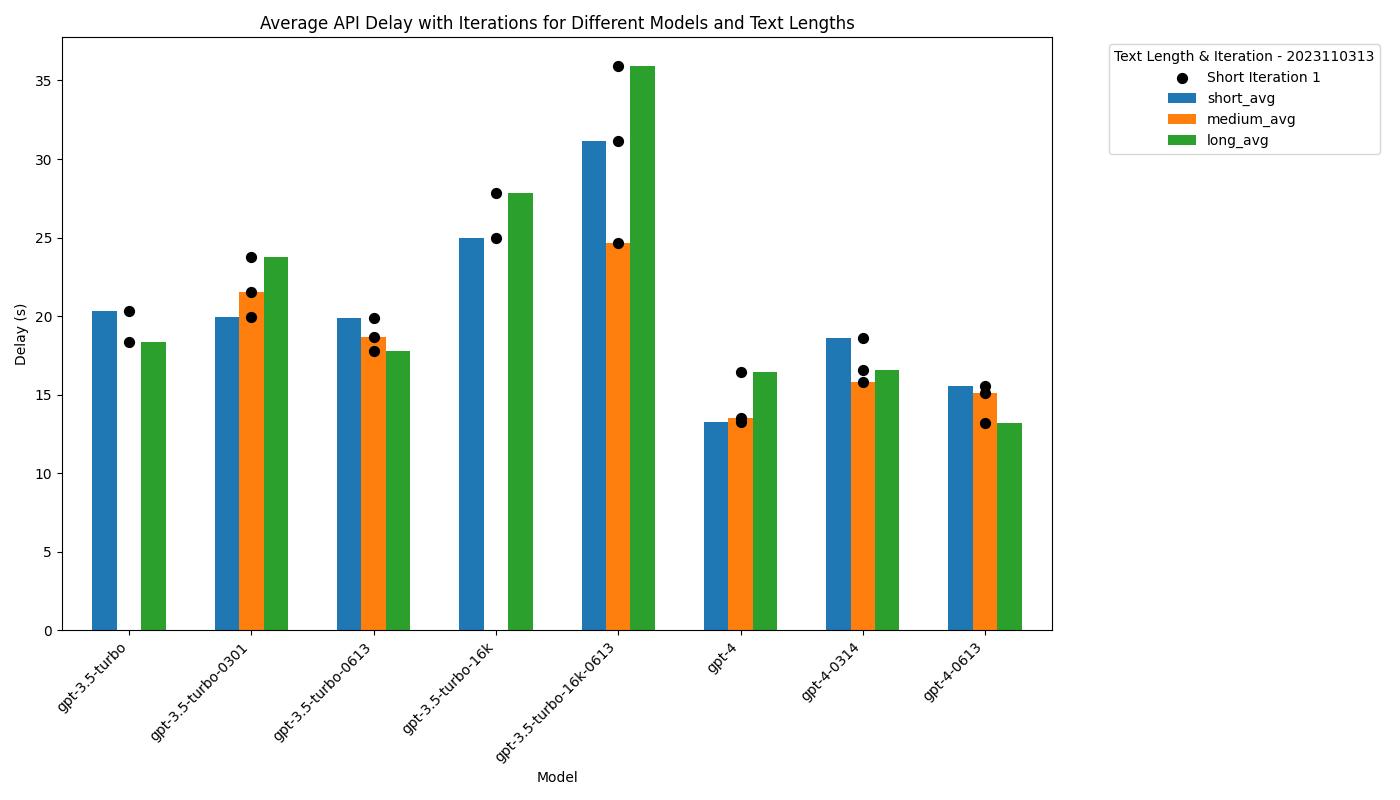 Average API Delay with Iterations for Different Models and Text Lengths
Text Length & Iteration - 2023110313
Short Iteration 1
short_avg
medium_avg
long_avg
Delay (s)
35
30
25
20
15
10
5
0
gpt-3.5-turbo
gpt-3.5-turbo-0301
gpt-3.5-turbo-0613
gpt-3.5-turbo-16k
gpt-3.5-turbo-16k-0613
gpt-4
gpt-4-0314
gpt-4-0613
Model